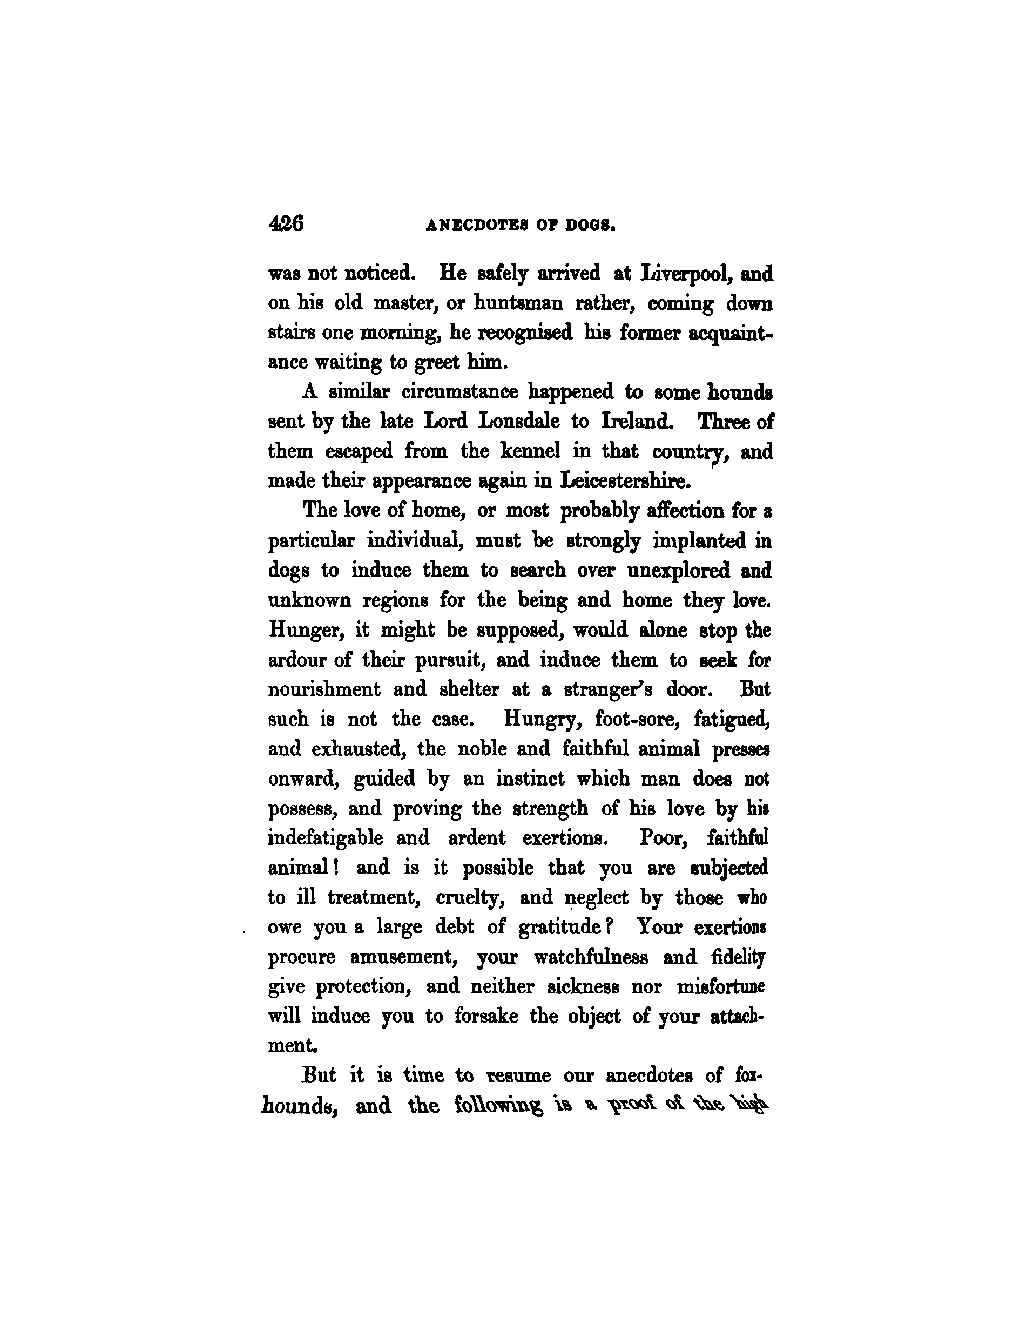 426 ANECDOTES OF DOGS.
was not noticed. He safely arrived at Liverpool, and
on his old master, or huntsman rather, coming down
stairs one morning, he recognised his former acquaint-
ance waiting to greet him.
A similar circumstance happened to some hounds
sent by the late Lord Lonsdale to Ireland. Three of
them escaped from the kennel in that country, and
made their appearance again in Leicestershire.
The love of home, or most probably affection for a
particular individual, must be strongly implanted in
dogs to induce them to search over unexplored and
unknown regions for the being and home they love.
Hunger, it might be supposed, would alone stop the
ardour of their pursuit, and induce them to seek for
nourishment and shelter at a stranger's door. But
such is not the case. Hungry, foot-sore, fatigued,
and exhausted, the noble and faithful animal presses
onward, guided by an instinct which man does not
possess, and proving the strength of his love by his
indefatigable and ardent exertions. Poor, faithful
animal! and is it possible that you are subjected
to ill treatment, cruelty, and neglect by those who
owe you a large debt of gratitude? Your exertions
procure amusement, your watchfulness and fidelity
give protection, and neither sickness nor misfortune
will induce you to forsake the object of your attach-
ment.
But it is time to resume our anecdotes of fox-
hounds, and the following is a proof of the high